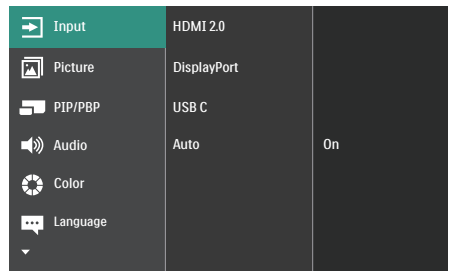 Input HDMI 2.0
Picture DisplayPort
PIP/PBP USB C
Audio Auto On
Color
Language